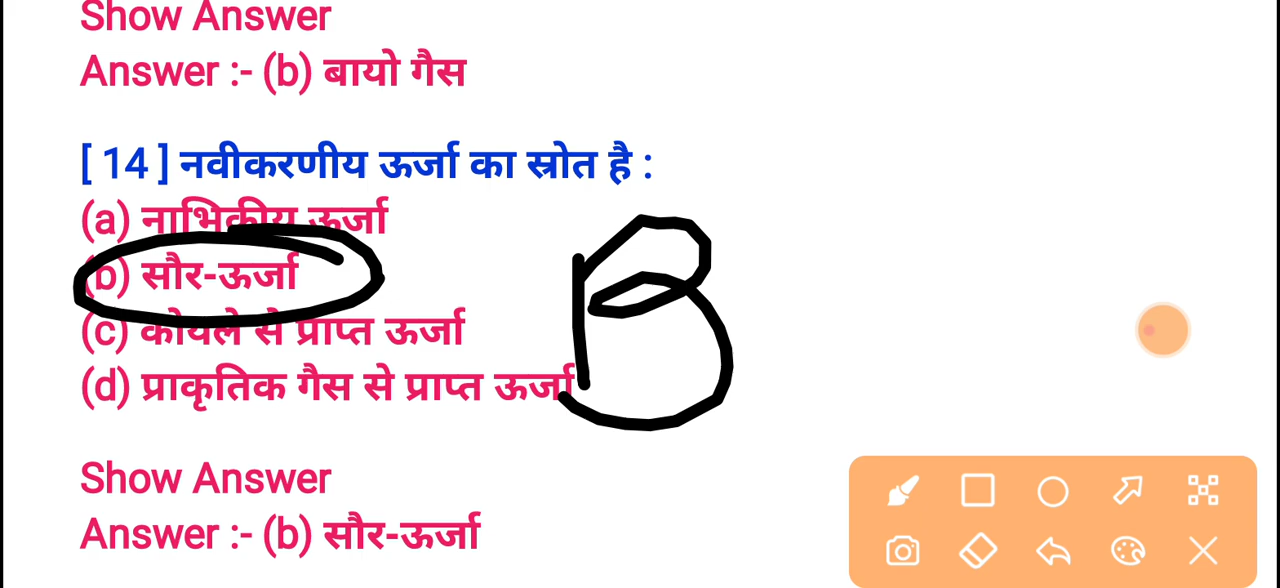 Show Answer
Answer :- (b) बायो गैस
[ 14 ] नवीकरणीय ऊर्जा का स्रोत है :
(a) नाभिकीय ऊर्जा
(b) सौर-ऊर्जा
(c) कोयले से प्राप्त ऊर्जा
(d) प्राकृतिक गैस से प्राप्त ऊर्जा
B
Show Answer
Answer :- (b) सौर-ऊर्जा